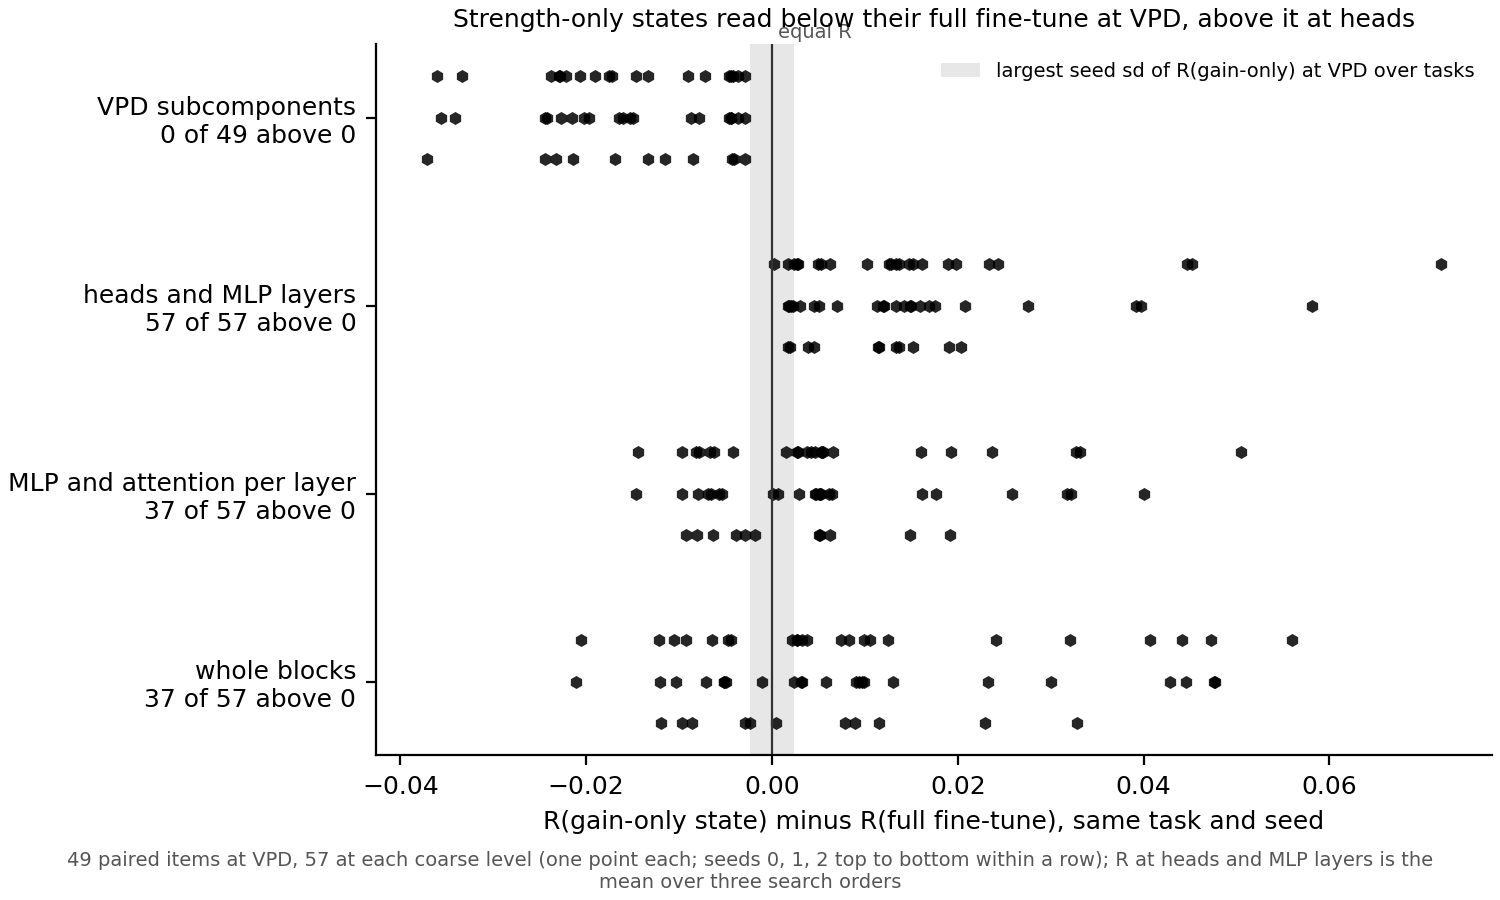 Strength-only states read below their full fine-tune at VPD, above it at heads
equal R
largest seed sd of R(gain-only) at VPD over tasks
VPD subcomponents
0 of 49 above 0
heads and MLP layers
57 of 57 above 0
MLP and attention per layer
37 of 57 above 0
whole blocks
37 of 57 above 0
−0.04 −0.02 0.00 0.02 0.04 0.06
R(gain-only state) minus R(full fine-tune), same task and seed
49 paired items at VPD, 57 at each coarse level (one point each; seeds 0, 1, 2 top to bottom within a row); R at heads and MLP layers is the
mean over three search orders